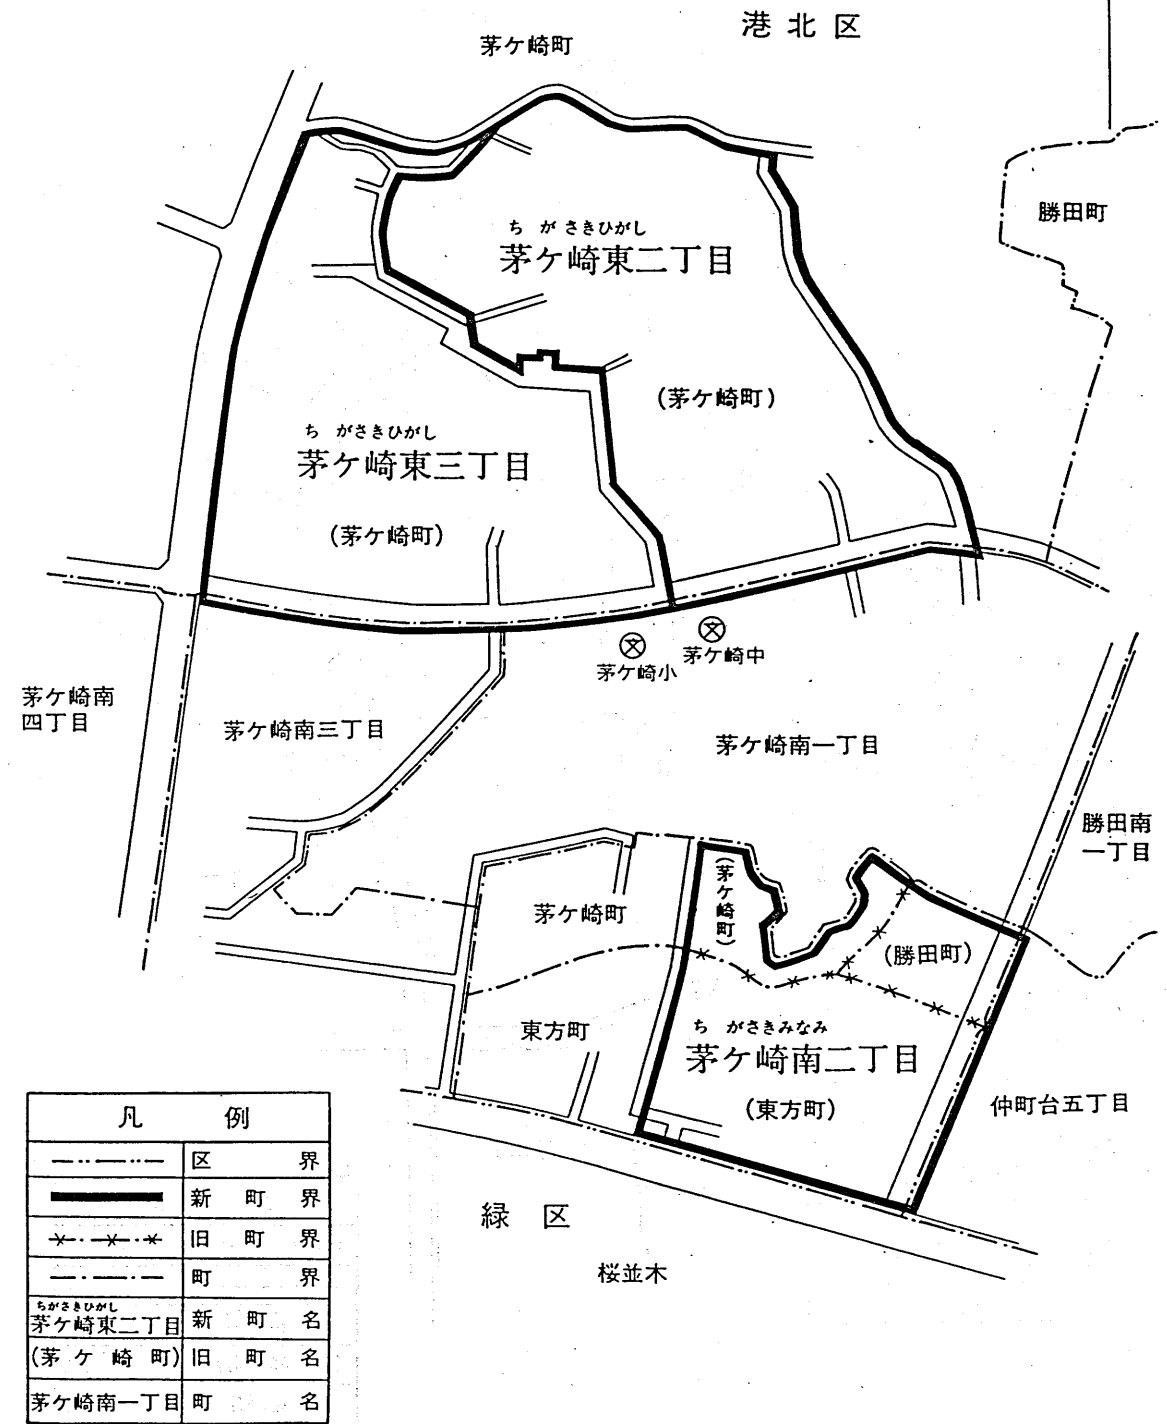 港北区
茅ケ崎町
勝田町
ち がさきひがし
茅ケ崎東二丁目
(茅ケ崎町)
ち がさきひがし
茅ケ崎東三丁目
(茅ケ崎町)
茅ケ崎小
茅ケ崎中
茅ケ崎南
四丁目
茅ケ崎南三丁目
茅ケ崎南一丁目
勝田南
一丁目
茅ケ崎町
(茅ケ崎町)
(勝田町)
東方町
ち がさきみなみ
茅ケ崎南二丁目
(東方町)
仲町台五丁目
緑区
桜並木
凡例
区界
新町界
旧町界
町界
ちがさきひがし
茅ケ崎東二丁目 新町名
(茅ケ崎町) 旧町名
茅ケ崎南一丁目 町名